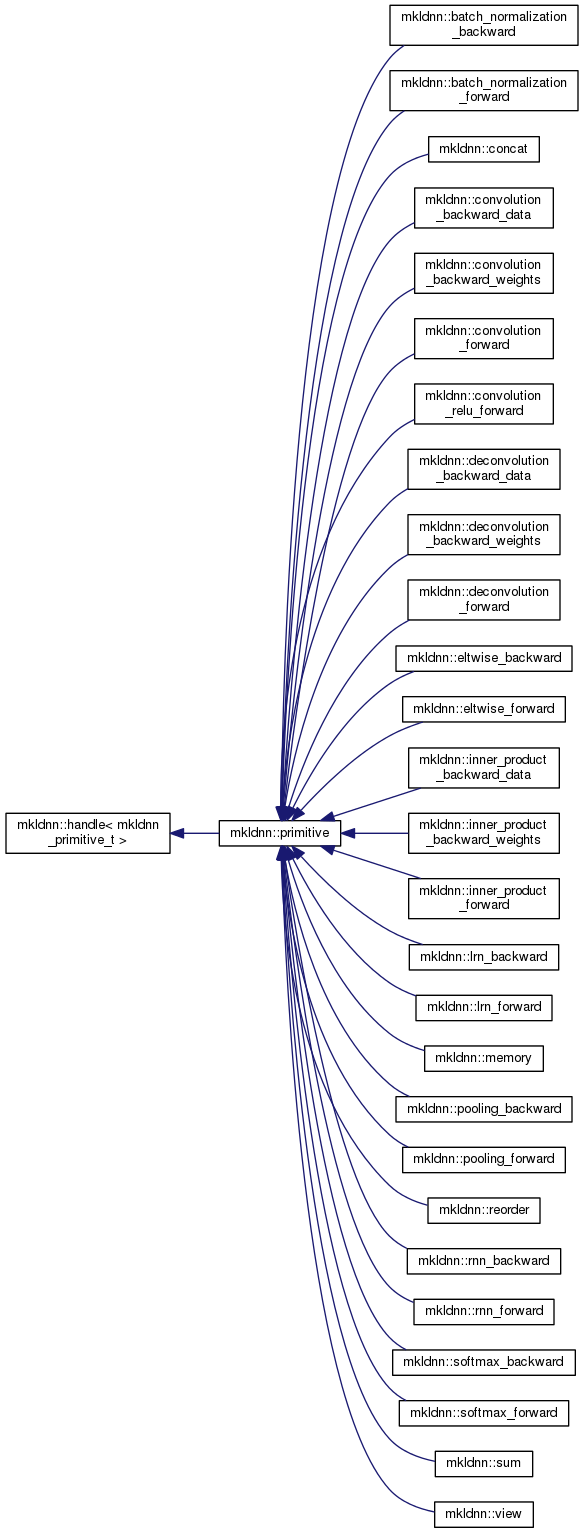 mkldnn::batch_normalization
_backward
mkldnn::batch_normalization
_forward
mkldnn::concat
mkldnn::convolution
_backward_data
mkldnn::convolution
_backward_weights
mkldnn::convolution
_forward
mkldnn::convolution
_relu_forward
mkldnn::deconvolution
_backward_data
mkldnn::deconvolution
_backward_weights
mkldnn::deconvolution
_forward
mkldnn::eltwise_backward
mkldnn::eltwise_forward
mkldnn::inner_product
_backward_data
mkldnn::handle< mkldnn
_primitive_t >
mkldnn::primitive
mkldnn::inner_product
_backward_weights
mkldnn::inner_product
_forward
mkldnn::lrn_backward
mkldnn::lrn_forward
mkldnn::memory
mkldnn::pooling_backward
mkldnn::pooling_forward
mkldnn::reorder
mkldnn::rnn_backward
mkldnn::rnn_forward
mkldnn::softmax_backward
mkldnn::softmax_forward
mkldnn::sum
mkldnn::view